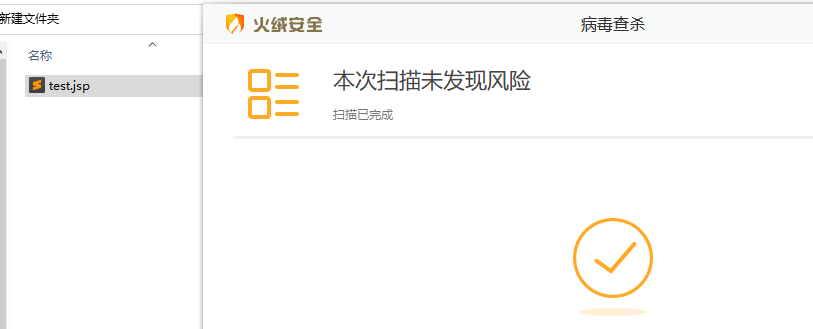 新建文件夹
名称
test.jsp
火绒安全
病毒查杀
本次扫描未发现风险
扫描已完成